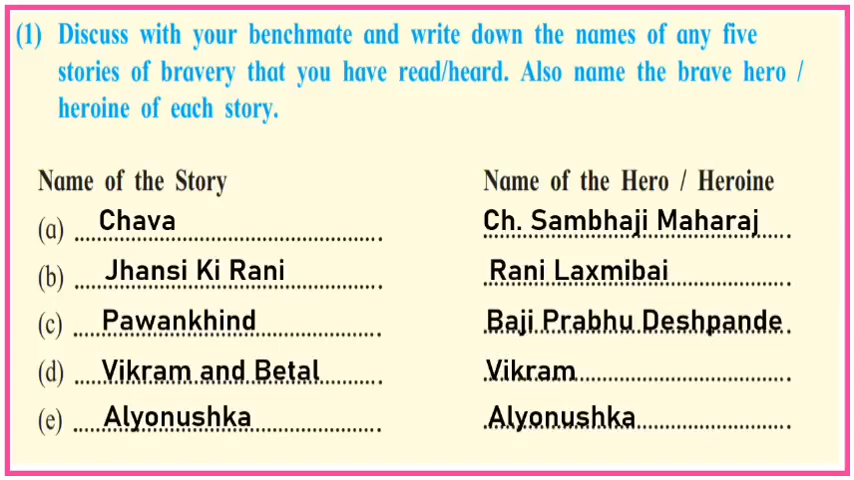 (1) Discuss with your benchmate and write down the names of any five
stories of bravery that you have read/heard. Also name the brave hero /
heroine of each story.
Name of the Story Name of the Hero / Heroine
(a) Chava Ch. Sambhaji Maharaj
(b) Jhansi Ki Rani Rani Laxmibai
(c) Pawankhind Baji Prabhu Deshpande
(d) Vikram and Betal Vikram
(e) Alyonushka Alyonushka